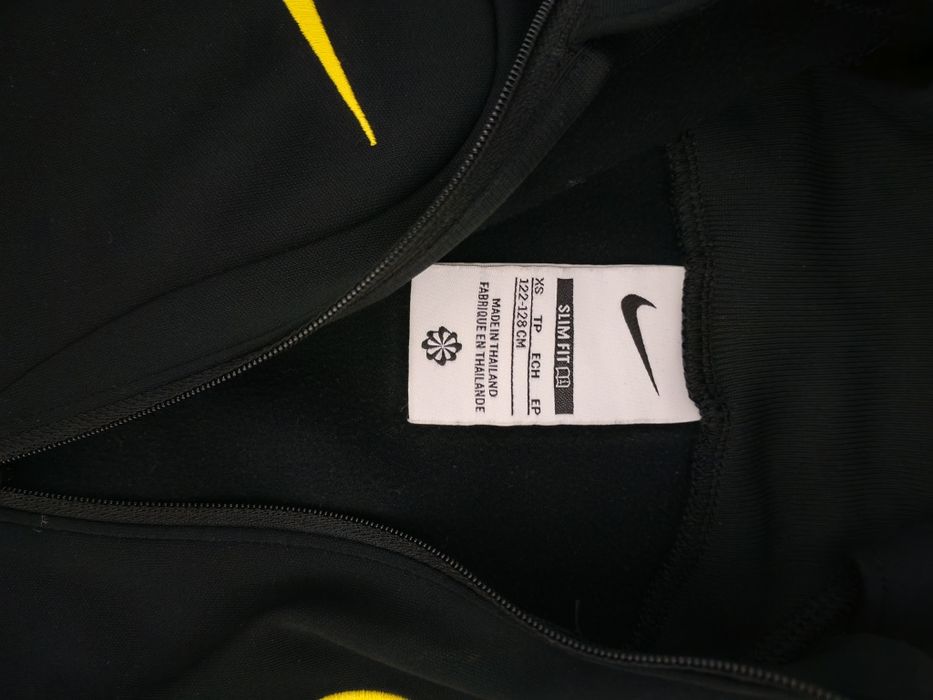 SLIM FIT
XS TP ECH EP
122-128 CM
MADE IN THAILAND
FABRIQUE EN THAILANDE